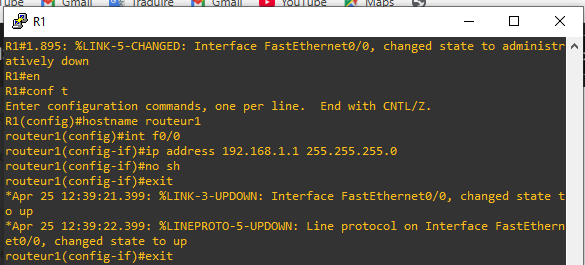 Gmail
Traduire
Gmail
YouTube
Maps
R1
R1#1.895: %LINK-5-CHANGED: Interface FastEthernet0/0, changed state to administr
atively down
R1#en
R1#conf t
Enter configuration commands, one per line.  End with CNTL/Z.
R1(config)#hostname routeur1
routeur1(config)#int f0/0
routeur1(config-if)#ip address 192.168.1.1 255.255.255.0
routeur1(config-if)#no sh
routeur1(config-if)#exit
*Apr 25 12:39:21.399: %LINK-3-UPDOWN: Interface FastEthernet0/0, changed state t
o up
*Apr 25 12:39:22.399: %LINEPROTO-5-UPDOWN: Line protocol on Interface FastEthern
et0/0, changed state to up
routeur1(config-if)#exit